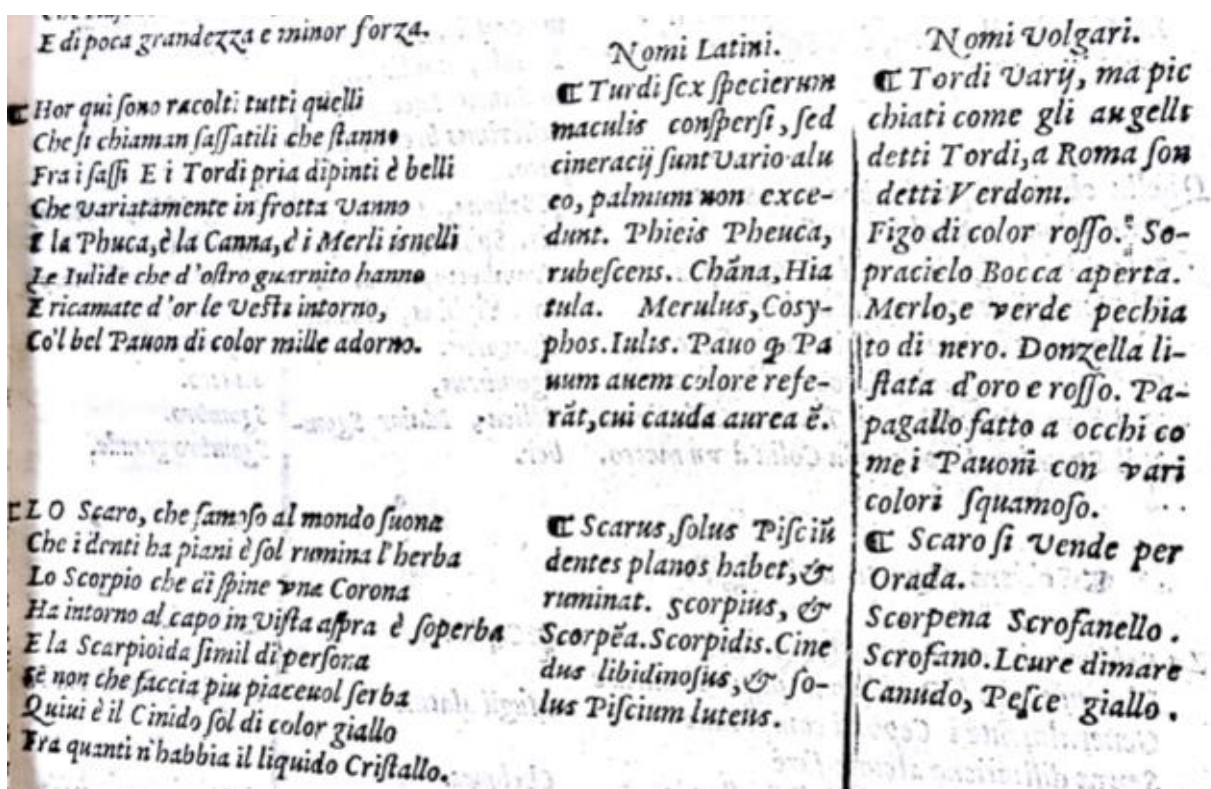 E di poca grandezza e minor forza.
Hor qui ſono racolti tutti quelli
Che ſi chiaman ſaſſatili che ſtanno
Fra i ſaſſi E i Tordi pria dipinti è belli
Che variatamente in frotta vanno
E la Phuca, è la Canna, è i Merli isnelli
Le Iulide che d'oſtro guarnito hanno
E ricamate d'or le veſti intorno,
Co'l bel Pauon di color mille adorno.
LO Scaro, che famoſo al mondo ſuona
Che i denti ha piani è ſol rumina l'herba
Lo Scorpio che di ſpine vna Corona
Ha intorno al capo in viſta aſpra è ſoperba
E la Scarpioida ſimil di perſona
Se non che faccia piu piaceuol ſerba
Quiui è il Cinido ſol di color giallo
Fra quanti n'habbia il liquido Criſtallo.
Nomi Latini.
Turdi ſex ſpecierum
maculis conſperſi, ſed
cineracij ſunt vario alu
eo, palmum non exce-
dunt. Phicis Pheuca,
rubeſcens. Chãna, Hia
tula. Merulus, Coſy-
phos. Iulis. Pauo ꝙ Pa
uum auem colore refe-
rãt, cui cauda aurea ẽ.
Scarus, ſolus Piſciũ
dentes planos habet, &
ruminat. Scorpius, &
Scorpẽa. Scorpidis. Cine
dus libidinoſus, & ſo-
lus Piſcium luteus.
Nomi volgari.
Tordi varij, ma pic
chiati come gli augelli
detti Tordi, a Roma ſon
detti Verdoni.
Figo di color roſſo. So-
pracielo Bocca aperta.
Merlo, e verde pechia
to di nero. Donzella li-
ſtata d'oro e roſſo. Pa-
pagallo fatto a occhi co
me i Pauoni con vari
colori ſquamoſo.
Scaro ſi vende per
Orada.
Scorpena Scrofanello.
Scrofano. Leure dimare
Canudo, Peſce giallo.